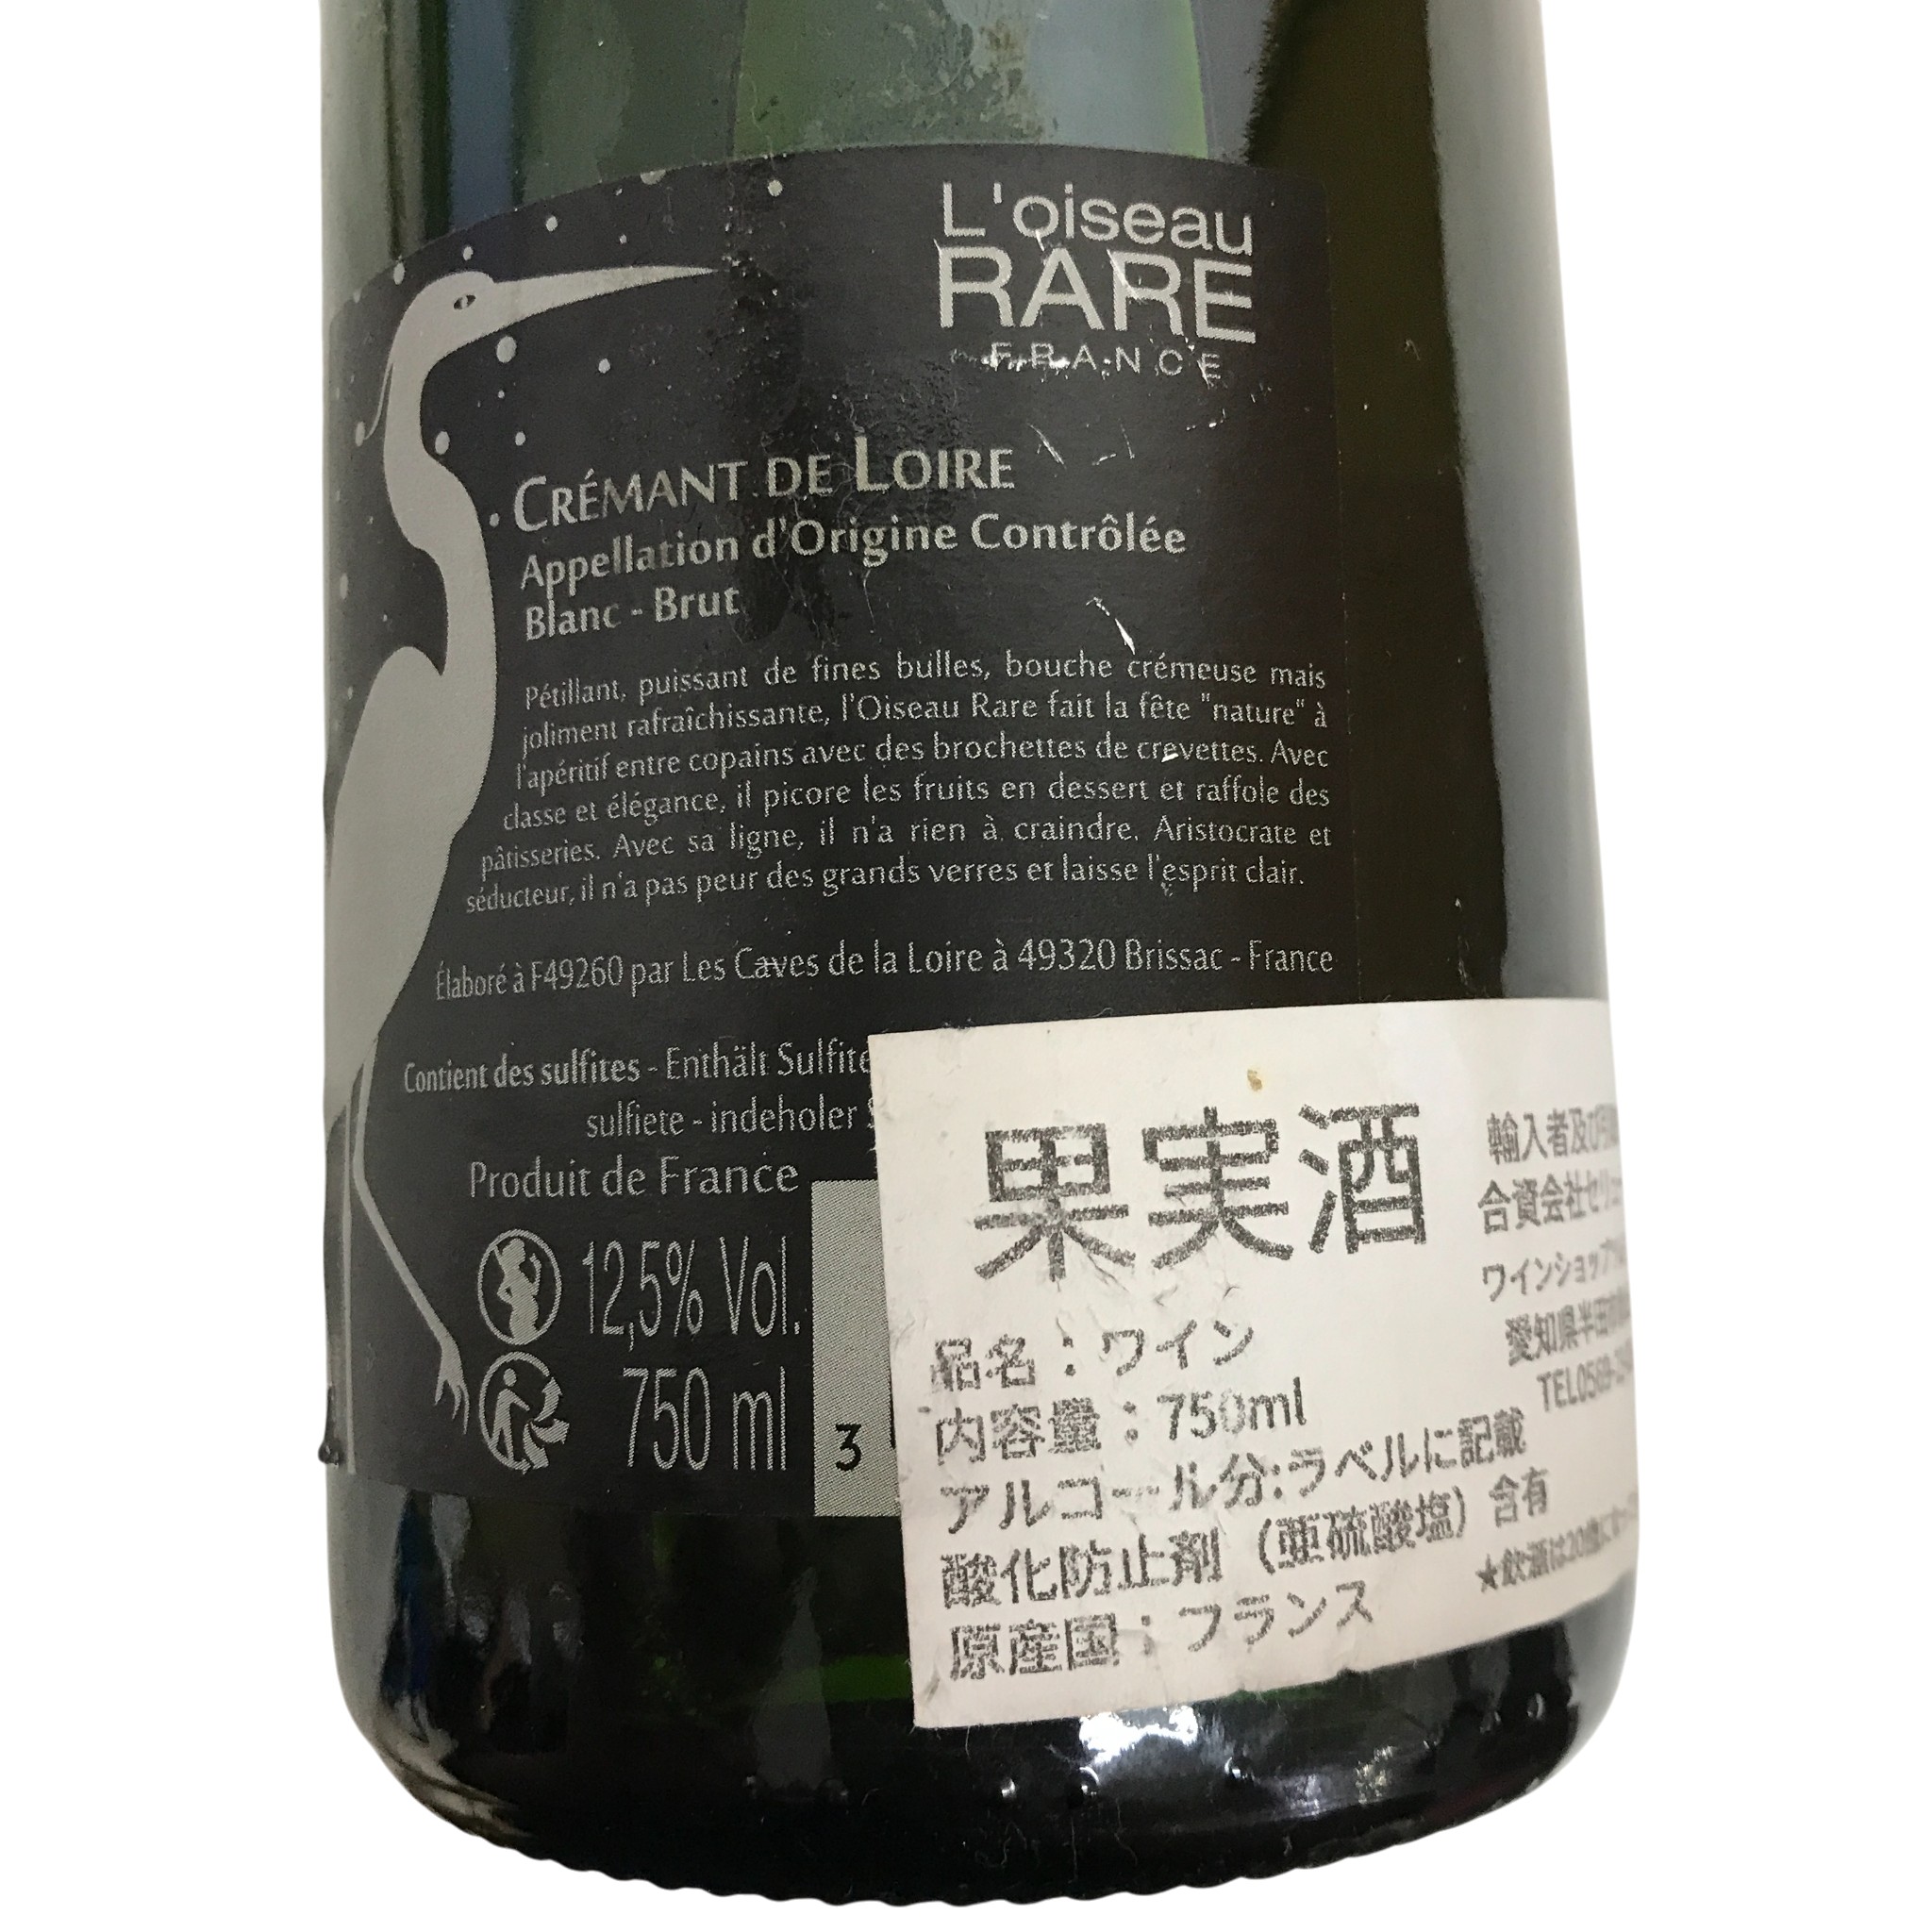 L'oiseau
RARE
FRANCE
CRÉMANT DE LOIRE
Appellation d'Origine Contrôlée
Blanc - Brut
Pétillant, puissant de fines bulles, bouche crémeuse mais
joliment rafraîchissante, l'Oiseau Rare fait la fête "nature" à
l'apéritif entre copains avec des brochettes de crevettes. Avec
classe et élégance, il picore les fruits en dessert et raffole des
pâtisseries. Avec sa ligne, il n'a rien à craindre. Aristocrate et
séducteur, il n'a pas peur des grands verres et laisse l'esprit clair.
Élaboré à F49260 par Les Caves de la Loire à 49320 Brissac - France
Contient des sulfites - Enthält Sulfite
sulfiete - indeholer
Produit de France
12,5% Vol.
750 ml
3
果実酒
品名：ワイン
内容量：750ml
アルコール分:ラベルに記載
酸化防止剤（亜硫酸塩）含有
原産国：フランス
輸入者及び
合資会社セリ
ワインショップ
愛知県半田市
TEL0569-
★飲酒は20歳に